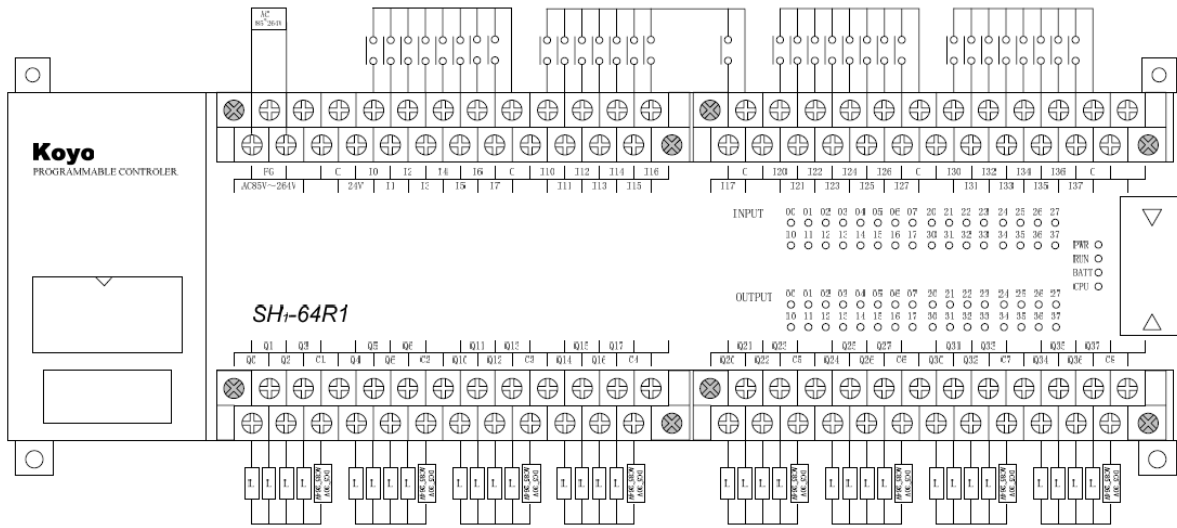 AC
85V~264V
Koyo
PROGRAMMABLE CONTROLER
FG C I0 I2 I4 I6 C I10 I12 I14 I16
AC85V~264V 24V I1 I3 I5 I7 I11 I13 I15
C I20 I22 I24 I26 C I30 I32 I34 I36 C
I17 I21 I23 I25 I27 I31 I33 I35 I37
INPUT 00 01 02 03 04 05 06 07 20 21 22 23 24 25 26 27
10 11 12 13 14 15 16 17 30 31 32 33 34 35 36 37
PWR
RUN
BATT
CPU
OUTPUT 00 01 02 03 04 05 06 07 20 21 22 23 24 25 26 27
10 11 12 13 14 15 16 17 30 31 32 33 34 35 36 37
SH1-64R1
Q1 Q3 Q5 Q6 Q11 Q13 Q15 Q17
Q0 Q2 C1 Q4 Q6 C2 Q10 Q12 C3 Q14 Q16 C4
Q21 Q23 Q25 Q27 Q31 Q33 Q35 Q37
Q20 Q22 C5 Q24 Q26 C6 Q30 Q32 C7 Q34 Q36 C8
L L L L L L L L L L L L L L L L
L L L L L L L L L L L L L L L L